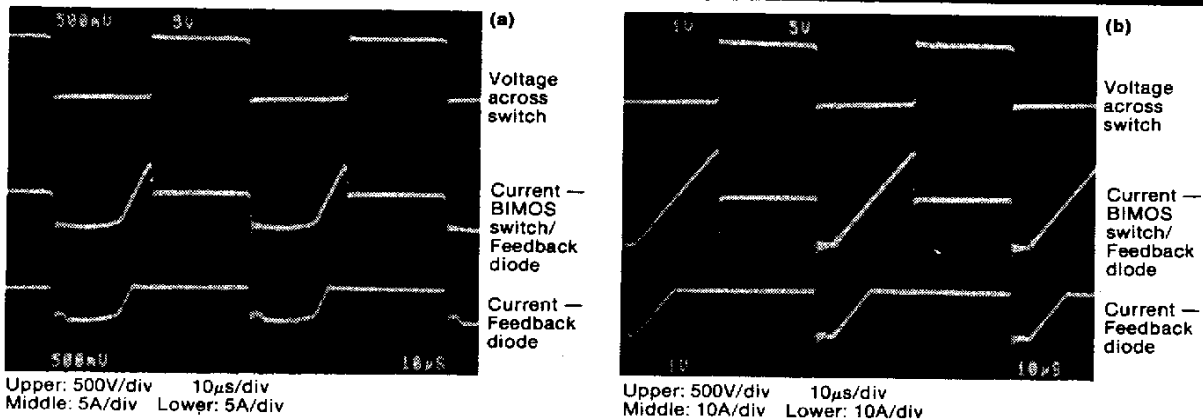 500mV 5V (a)
Voltage
across
switch
Current —
BIMOS
switch/
Feedback
diode
Current —
Feedback
diode
500mV 10µS
Upper: 500V/div 10µs/div
Middle: 5A/div Lower: 5A/div
1V 5V (b)
Voltage
across
switch
Current —
BIMOS
switch/
Feedback
diode
Current —
Feedback
diode
1V 10µS
Upper: 500V/div 10µs/div
Middle: 10A/div Lower: 10A/div